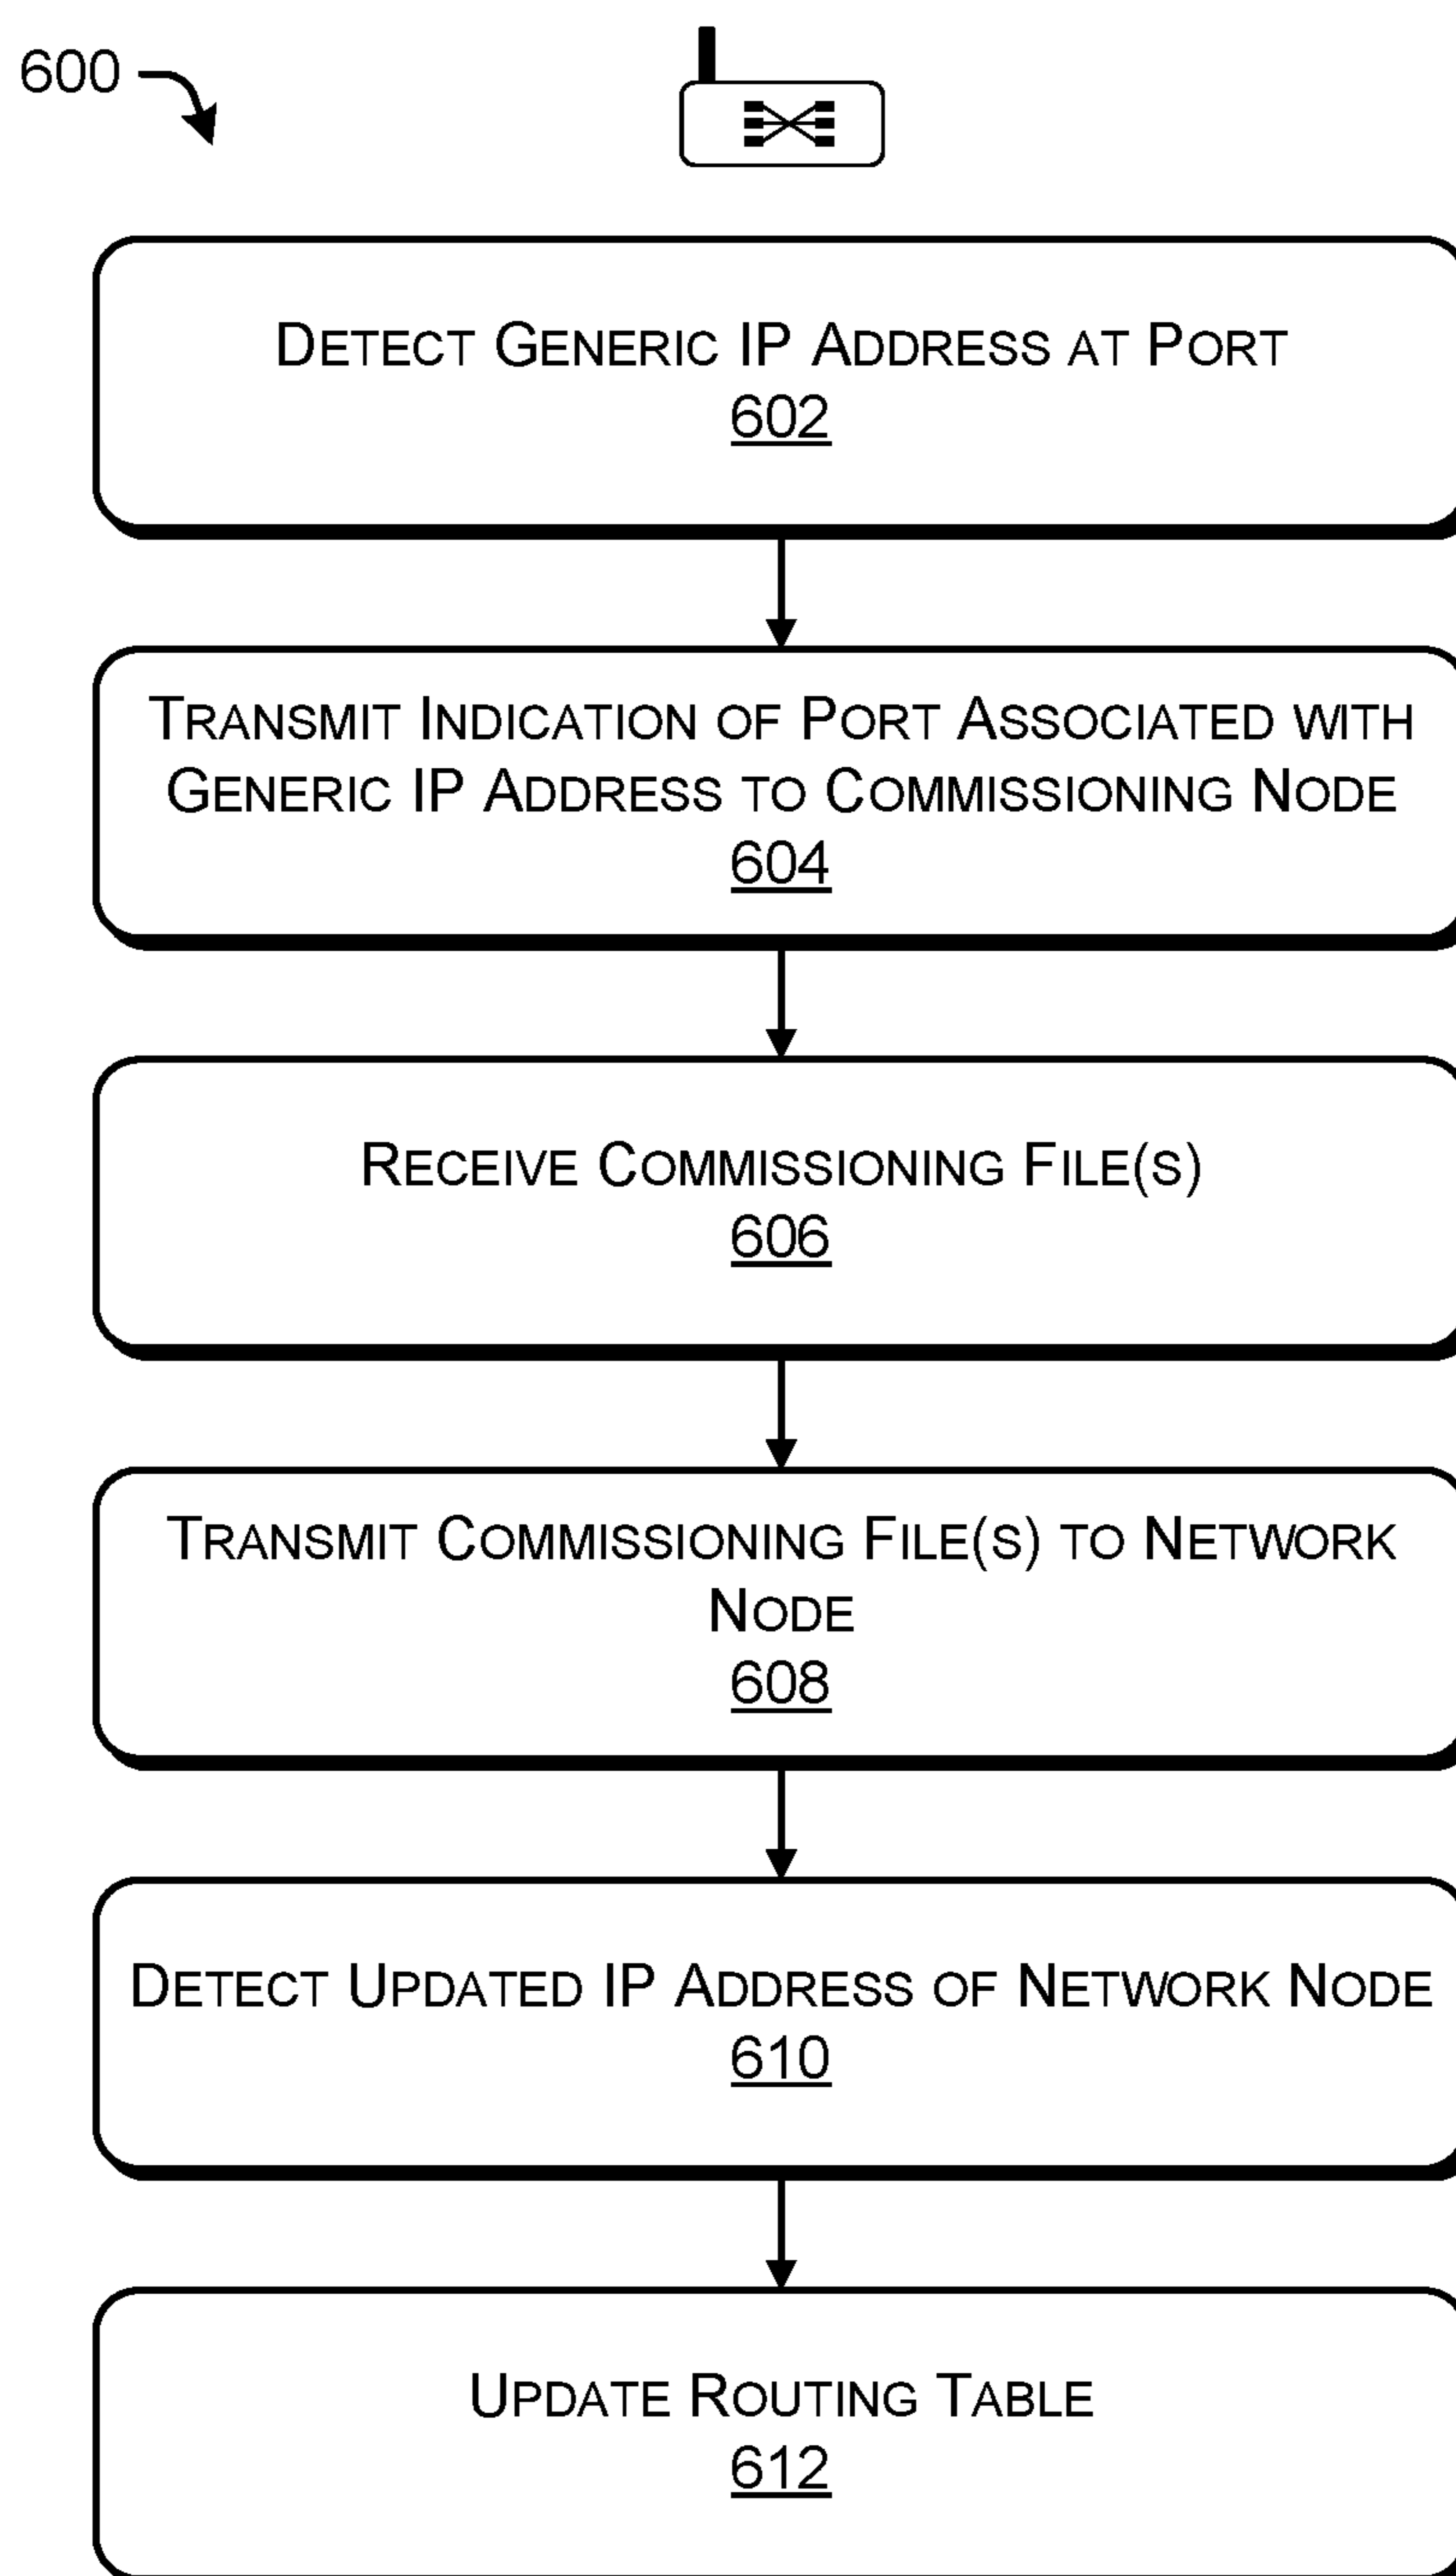 600
DETECT GENERIC IP ADDRESS AT PORT
602
TRANSMIT INDICATION OF PORT ASSOCIATED WITH
GENERIC IP ADDRESS TO COMMISSIONING NODE
604
RECEIVE COMMISSIONING FILE(S)
606
TRANSMIT COMMISSIONING FILE(S) TO NETWORK
NODE
608
DETECT UPDATED IP ADDRESS OF NETWORK NODE
610
UPDATE ROUTING TABLE
612